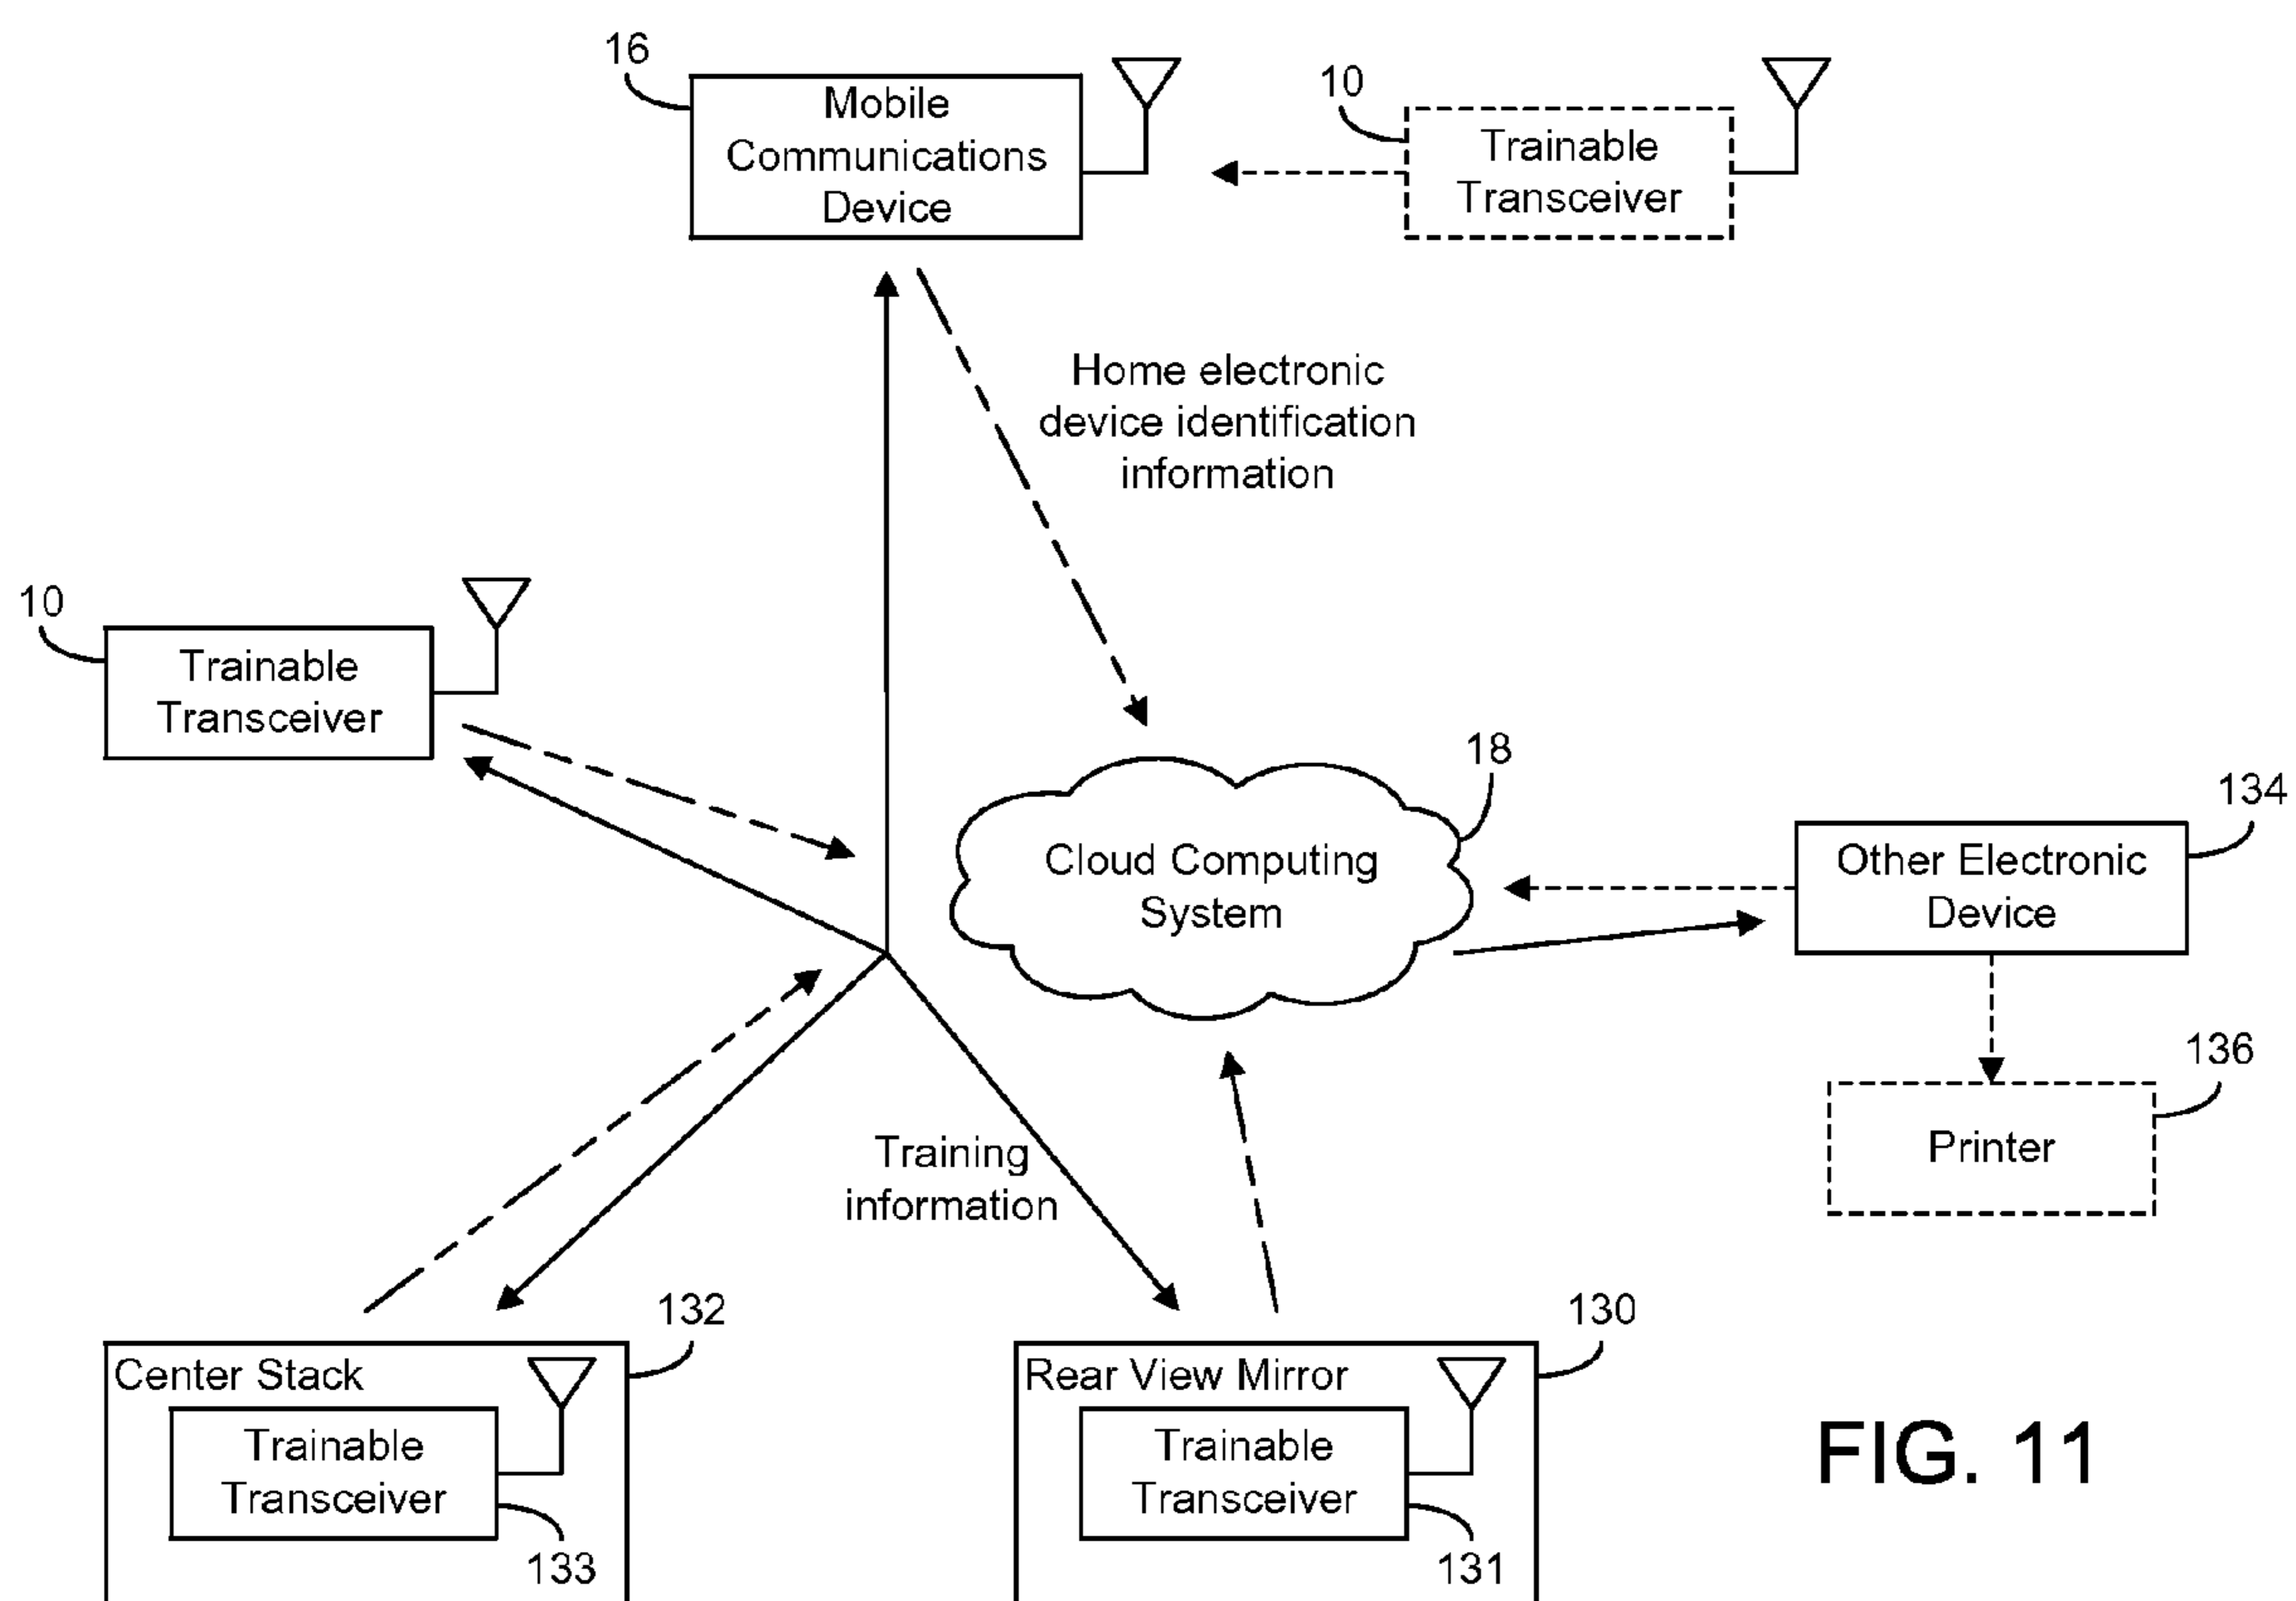 16
Mobile
Communications
Device
10
Trainable
Transceiver
Home electronic
device identification
information
10
Trainable
Transceiver
18
Cloud Computing
System
134
Other Electronic
Device
136
Printer
Training
information
132
Center Stack
Trainable
Transceiver
133
130
Rear View Mirror
Trainable
Transceiver
131
FIG. 11